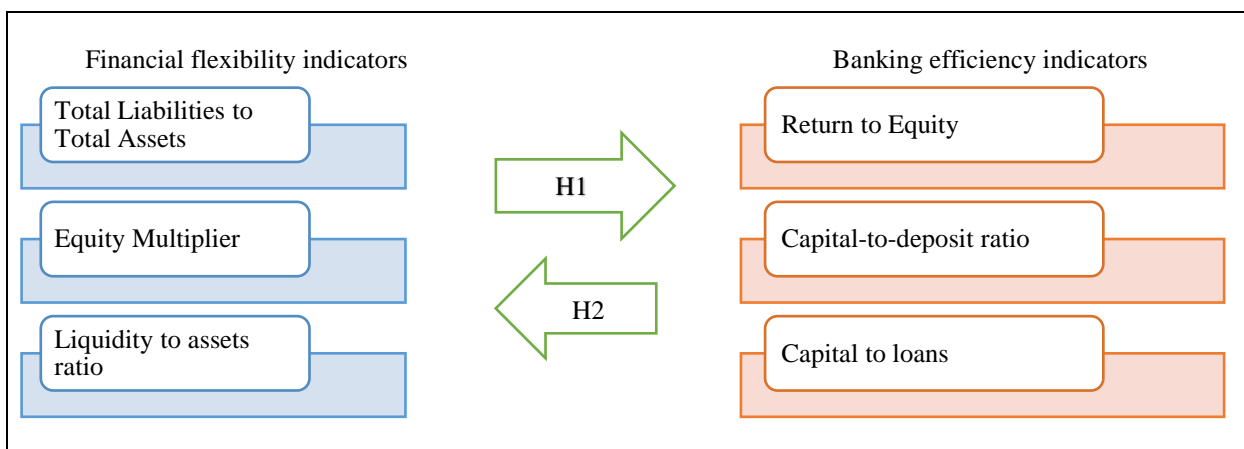 Financial flexibility indicators
Total Liabilities to
Total Assets
Equity Multiplier
Liquidity to assets
ratio
H1
H2
Banking efficiency indicators
Return to Equity
Capital-to-deposit ratio
Capital to loans